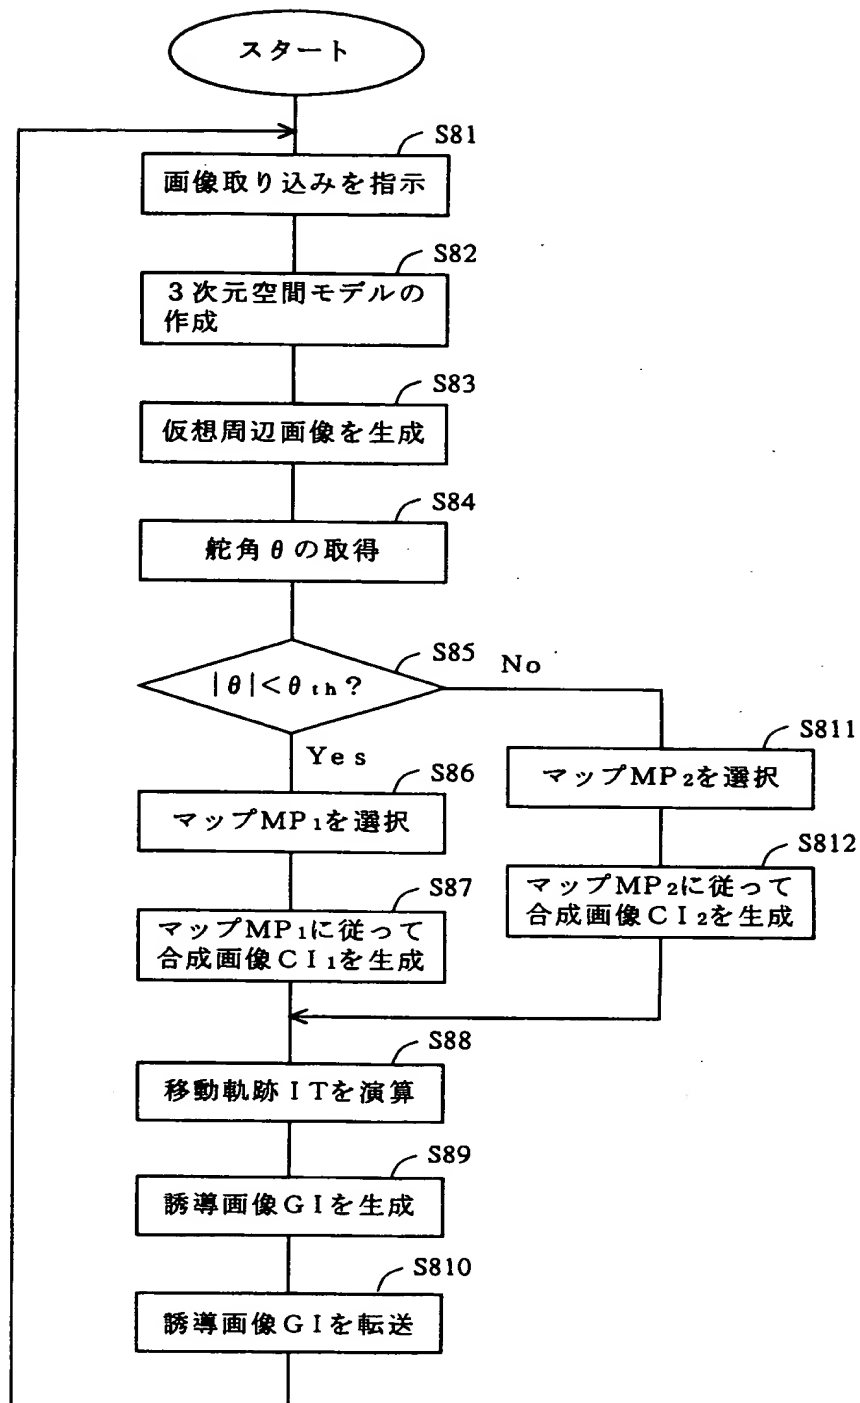 スタート
S81
画像取り込みを指示
S82
3次元空間モデルの
作成
S83
仮想周辺画像を生成
S84
舵角θの取得
S85
|θ|<θth?
No
Yes
S811
マップMP2を選択
S86
マップMP1を選択
S812
マップMP2に従って
合成画像CI2を生成
S87
マップMP1に従って
合成画像CI1を生成
S88
移動軌跡ITを演算
S89
誘導画像GIを生成
S810
誘導画像GIを転送